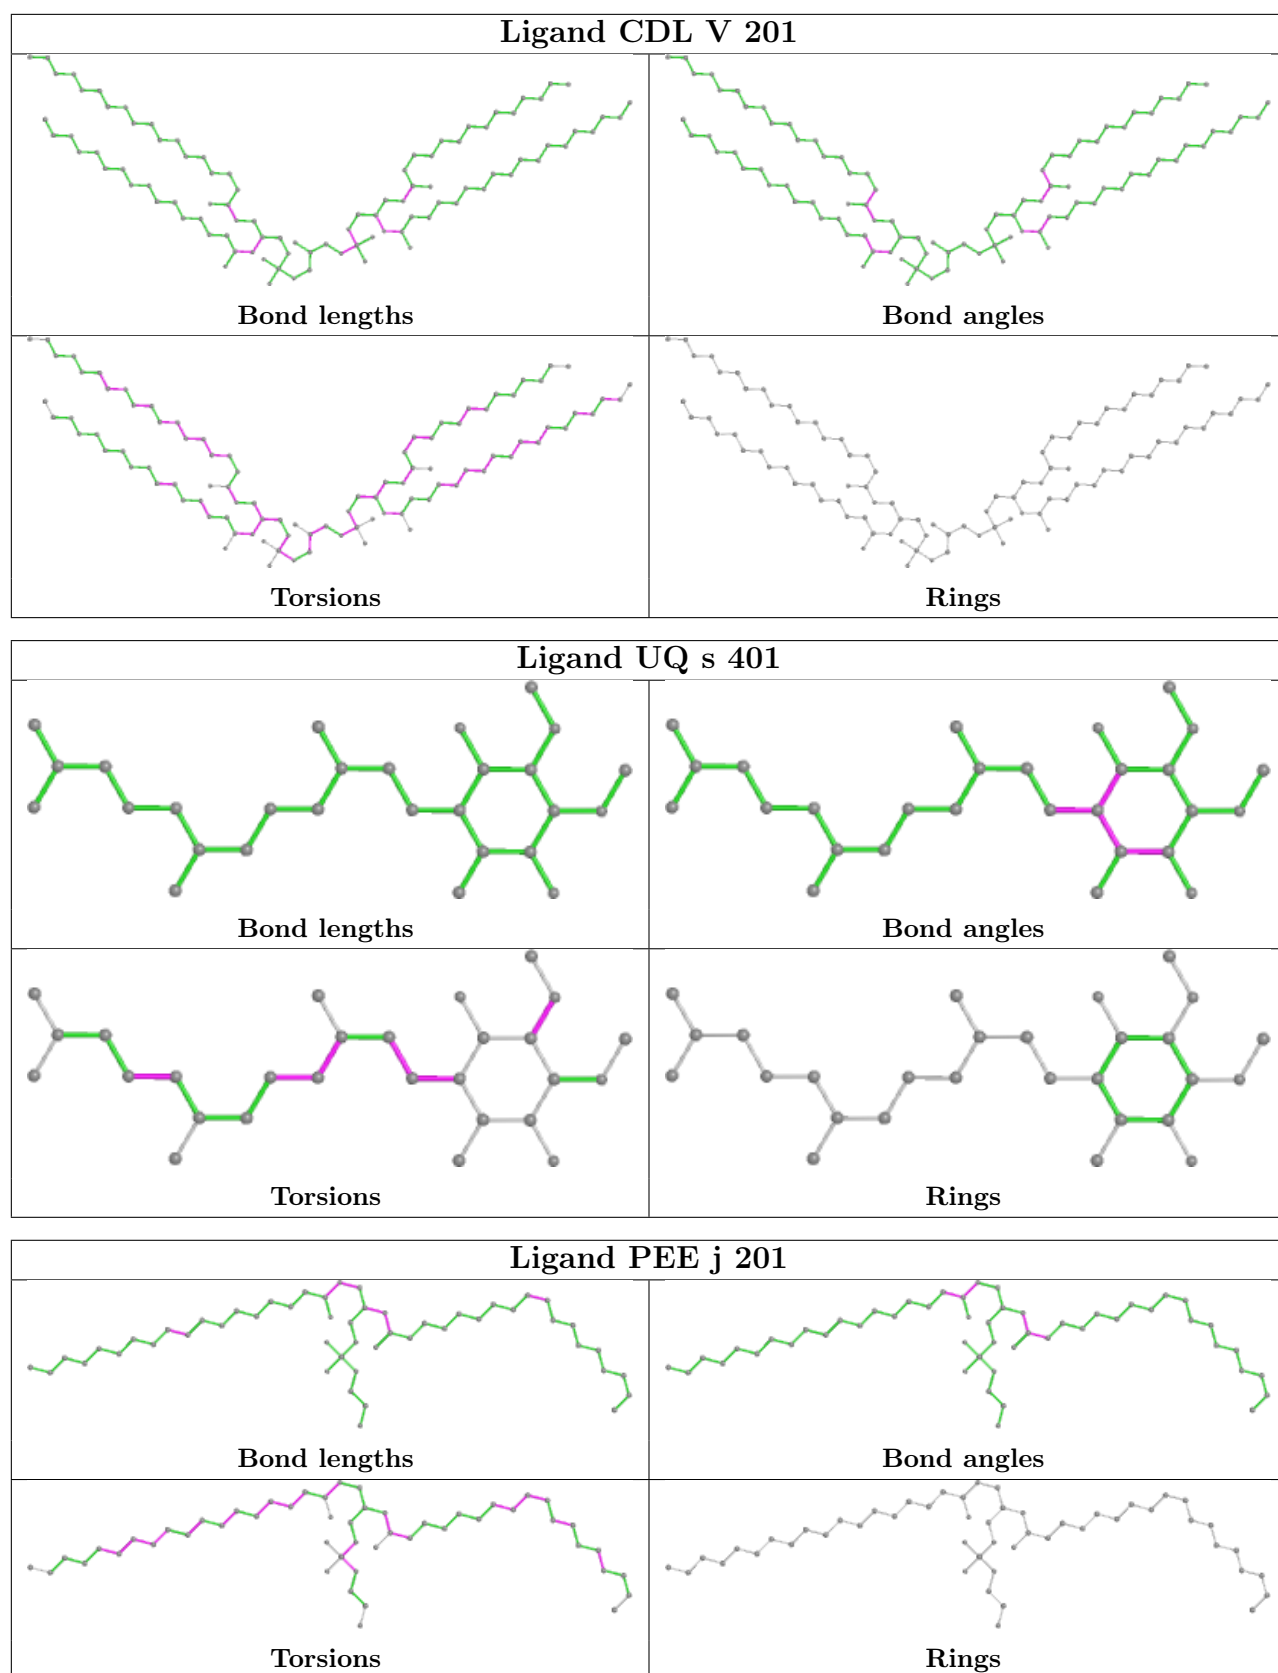 Ligand CDL V 201
Bond lengths
Bond angles
Torsions
Rings
Ligand UQ s 401
Bond lengths
Bond angles
Torsions
Rings
Ligand PEE j 201
Bond lengths
Bond angles
Torsions
Rings